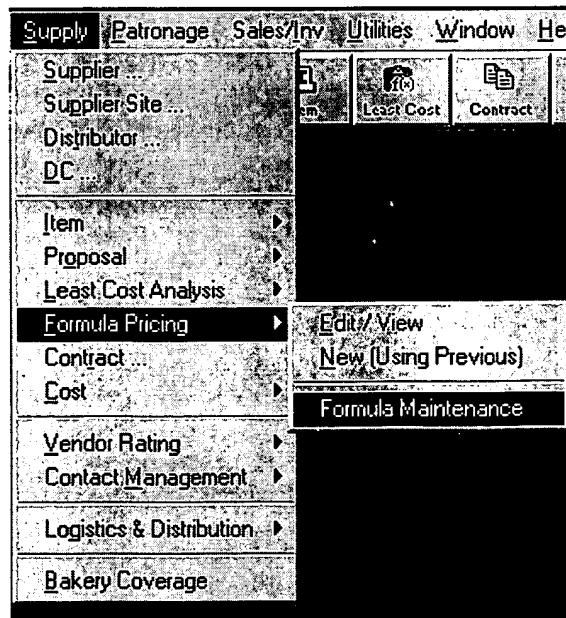 Supply Patronage Sales/Inv Utilities Window He
Supplier ...
Supplier Site ...
Distributor ...
DC ...
em
Least Cost
Contract
Item
Proposal
Least Cost Analysis
Formula Pricing
Contract ...
Cost
Vendor Rating
Contact Management
Logistics & Distribution
Bakery Coverage
Edit / View
New (Using Previous)
Formula Maintenance